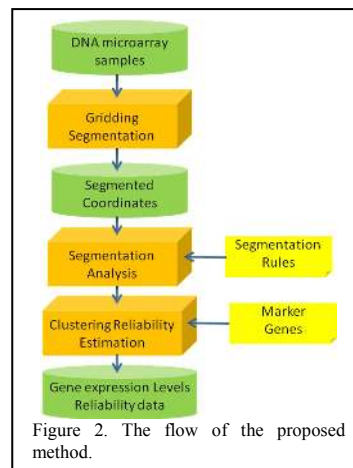 DNA microarray
samples
Gridding
Segmentation
Segmented
Coordinates
Segmentation
Analysis
Segmentation
Rules
Clustering Reliability
Estimation
Marker
Genes
Gene expression Levels
Reliability data
Figure 2. The flow of the proposed
method.